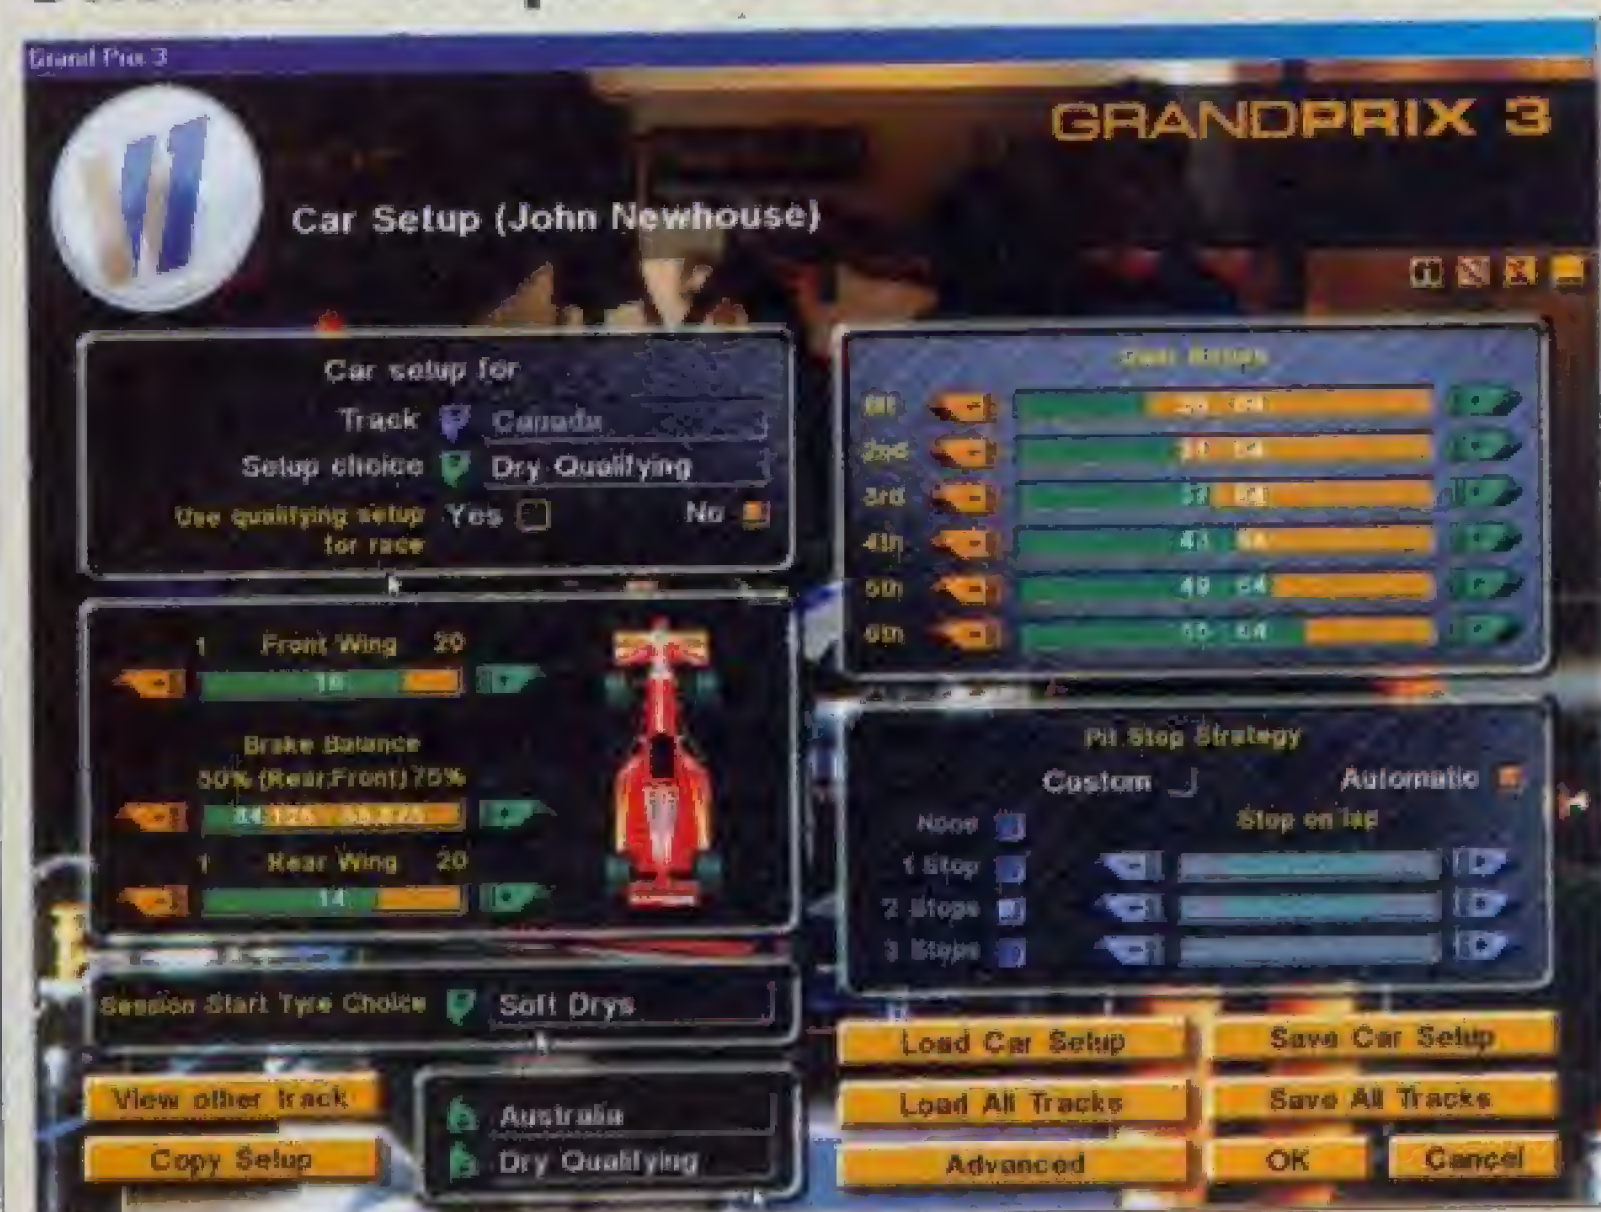 Grand Prix 3
GRANDPRIX 3
Car Setup (John Newhouse)
Car setup for
Track Canada
Setup choice Dry Qualifying
Use qualifying setup for race Yes No
1 Front Wing 20
Brake Balance
50% (Rear:Front) 75%
1 Rear Wing 20
14
Session Start Tyre Choice Soft Drys
View other track
Copy Setup
Australia
Dry Qualifying
2nd
3rd
4th
5th
49 64
6th
Pit Stop Strategy
Custom Automatic
None Stop on lap
1 Stop
2 Stops
3 Stops
Load Car Setup Save Car Setup
Load All Tracks Save All Tracks
Advanced OK Cancel